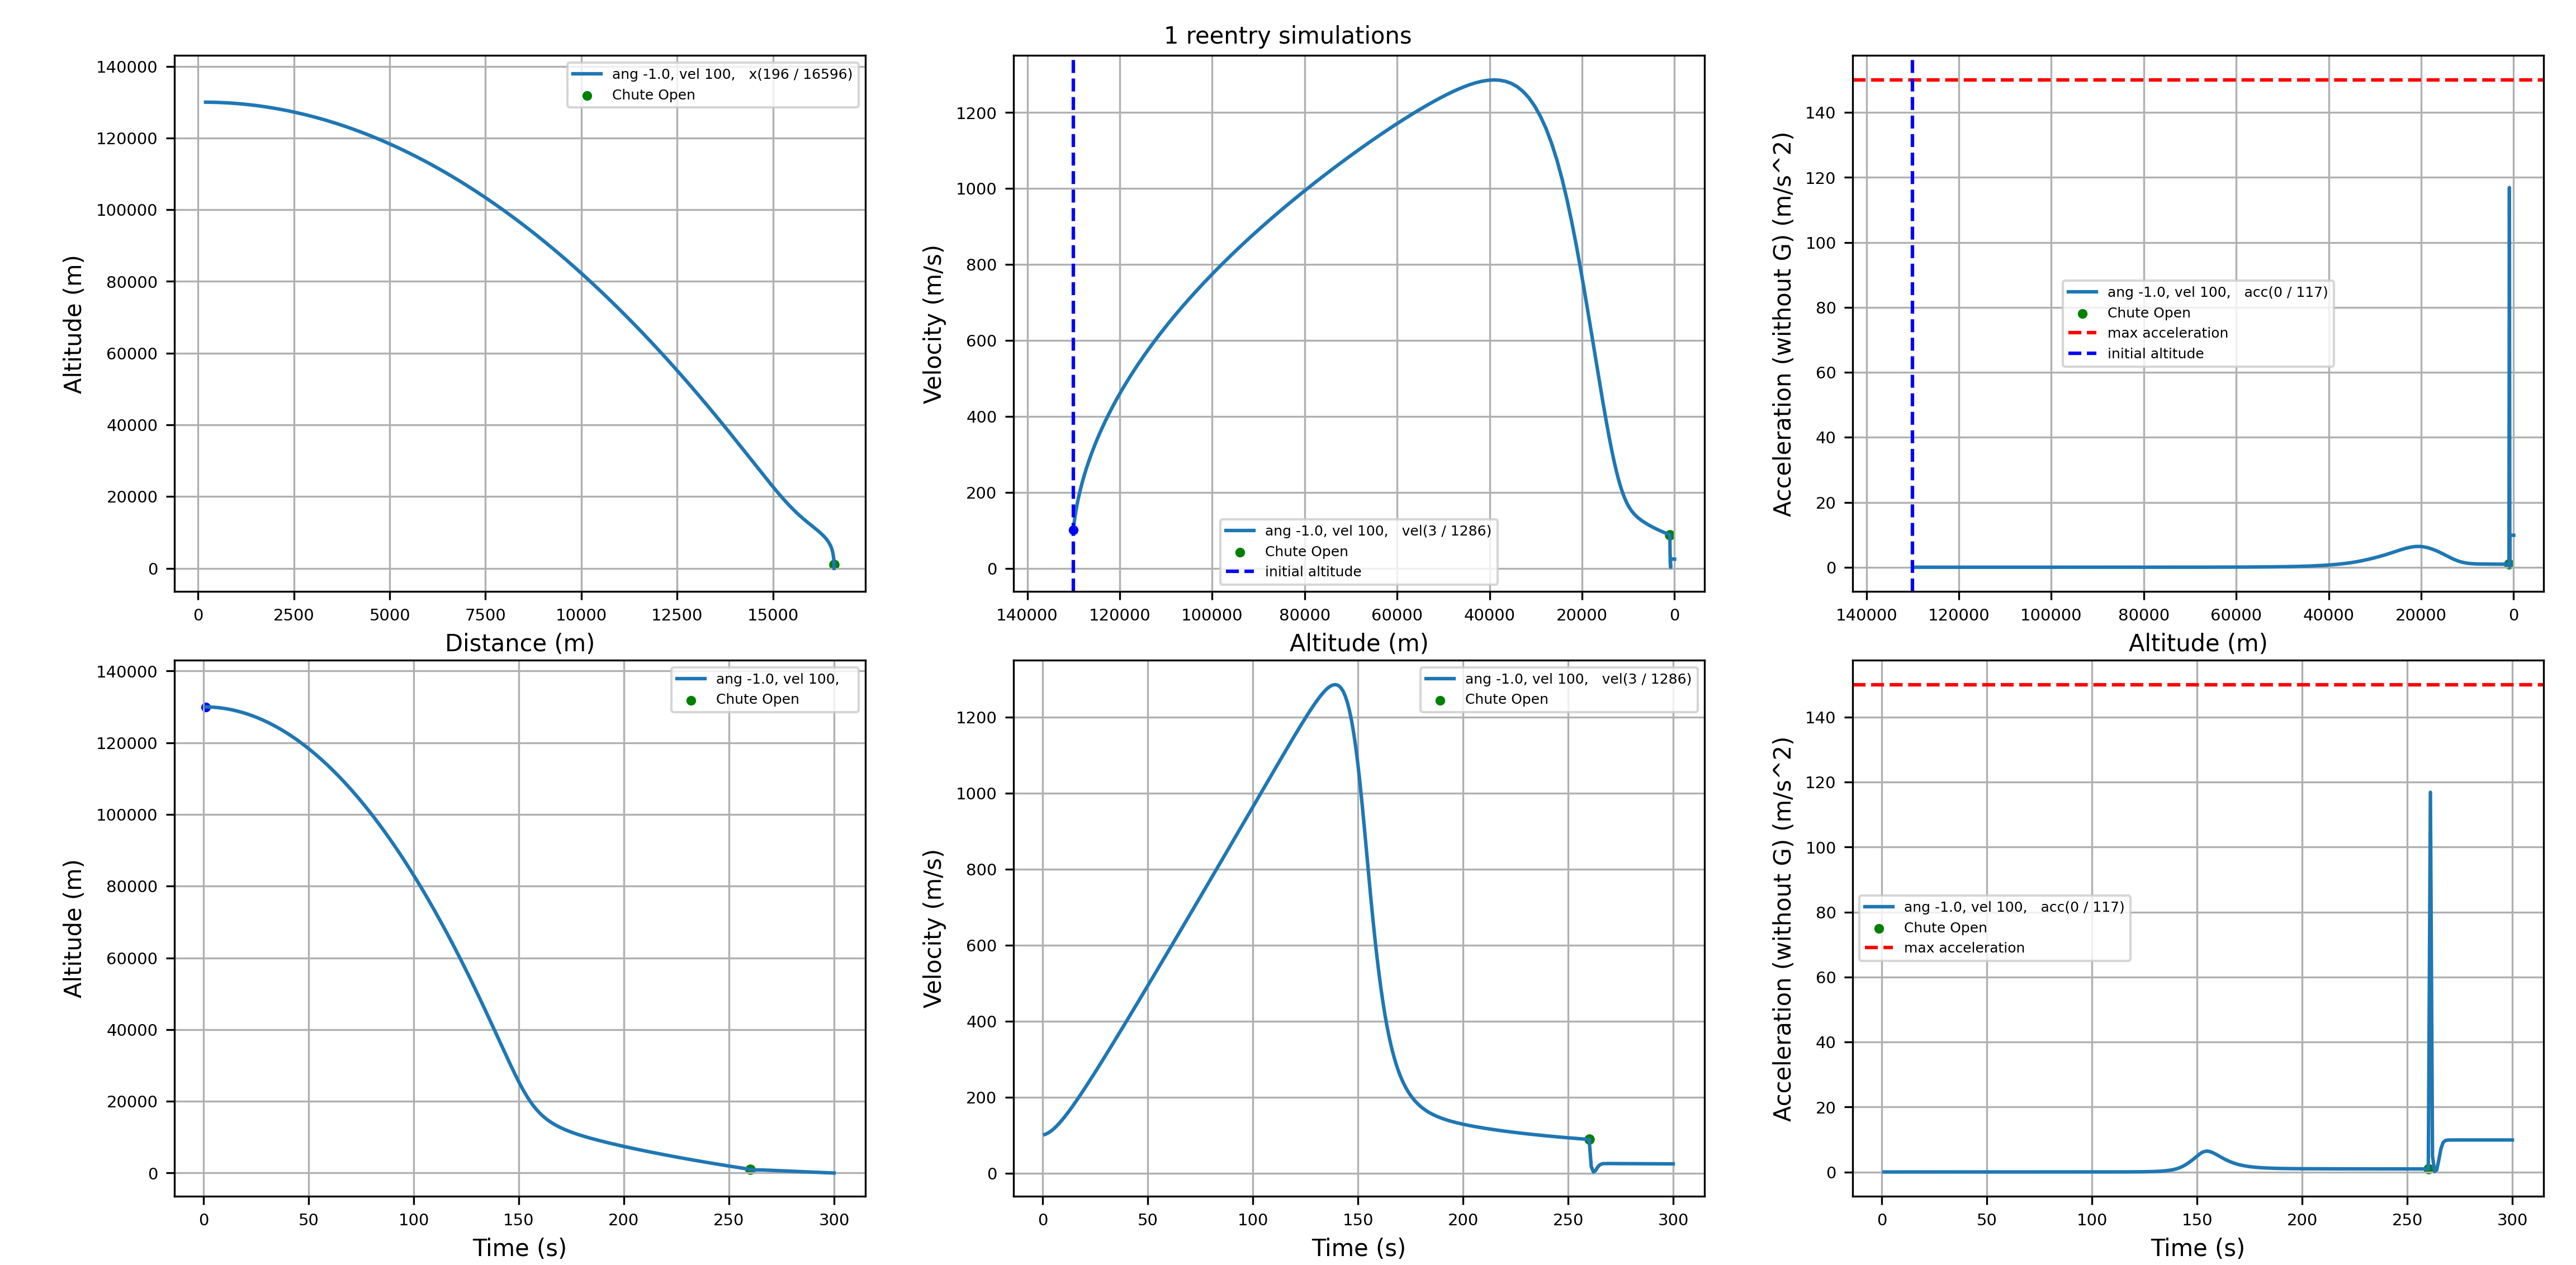 1 reentry simulations
140000
120000
100000
80000
60000
40000
20000
0
Altitude (m)
ang -1.0, vel 100,   x(196 / 16596)
Chute Open
0 2500 5000 7500 10000 12500 15000
Distance (m)
1200
1000
800
600
400
200
0
Velocity (m/s)
ang -1.0, vel 100,   vel(3 / 1286)
Chute Open
initial altitude
140000 120000 100000 80000 60000 40000 20000 0
Altitude (m)
140
120
100
80
60
40
20
0
Acceleration (without G) (m/s^2)
ang -1.0, vel 100,   acc(0 / 117)
Chute Open
max acceleration
initial altitude
140000 120000 100000 80000 60000 40000 20000 0
Altitude (m)
140000
120000
100000
80000
60000
40000
20000
0
Altitude (m)
ang -1.0, vel 100,
Chute Open
0 50 100 150 200 250 300
Time (s)
1200
1000
800
600
400
200
0
Velocity (m/s)
ang -1.0, vel 100,   vel(3 / 1286)
Chute Open
0 50 100 150 200 250 300
Time (s)
140
120
100
80
60
40
20
0
Acceleration (without G) (m/s^2)
ang -1.0, vel 100,   acc(0 / 117)
Chute Open
max acceleration
0 50 100 150 200 250 300
Time (s)